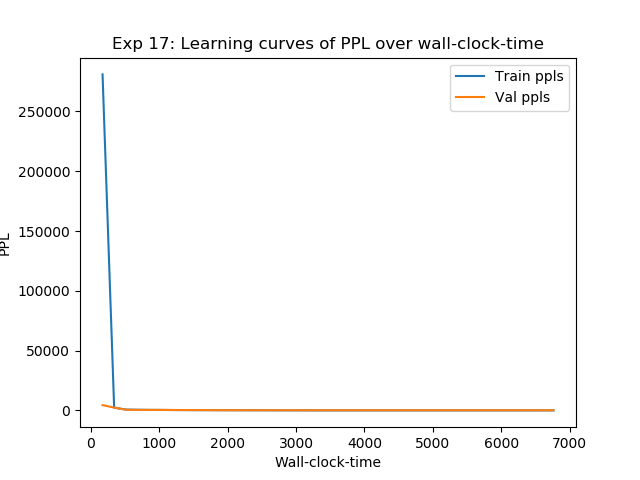 Exp 17: Learning curves of PPL over wall-clock-time
Train ppls
Val ppls
250000
200000
150000
100000
50000
0
PPL
0 1000 2000 3000 4000 5000 6000 7000
Wall-clock-time